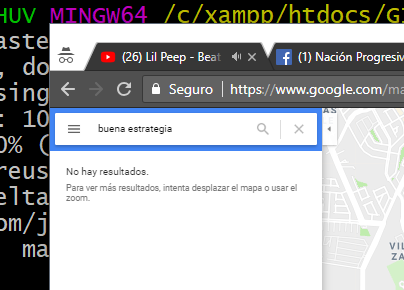 HUV MINGW64 /c/xampp/htdocs/G
aste
(26) Lil Peep - Beat
(1) Nación Progresiv
, do
sing
Seguro
https://www.google.com/ma
: 10
buena estrategia
0% (
reus
No hay resultados.
elta
Para ver más resultados, intenta desplazar el mapa o usar el
zoom.
om/j
ma
VIL
ZA